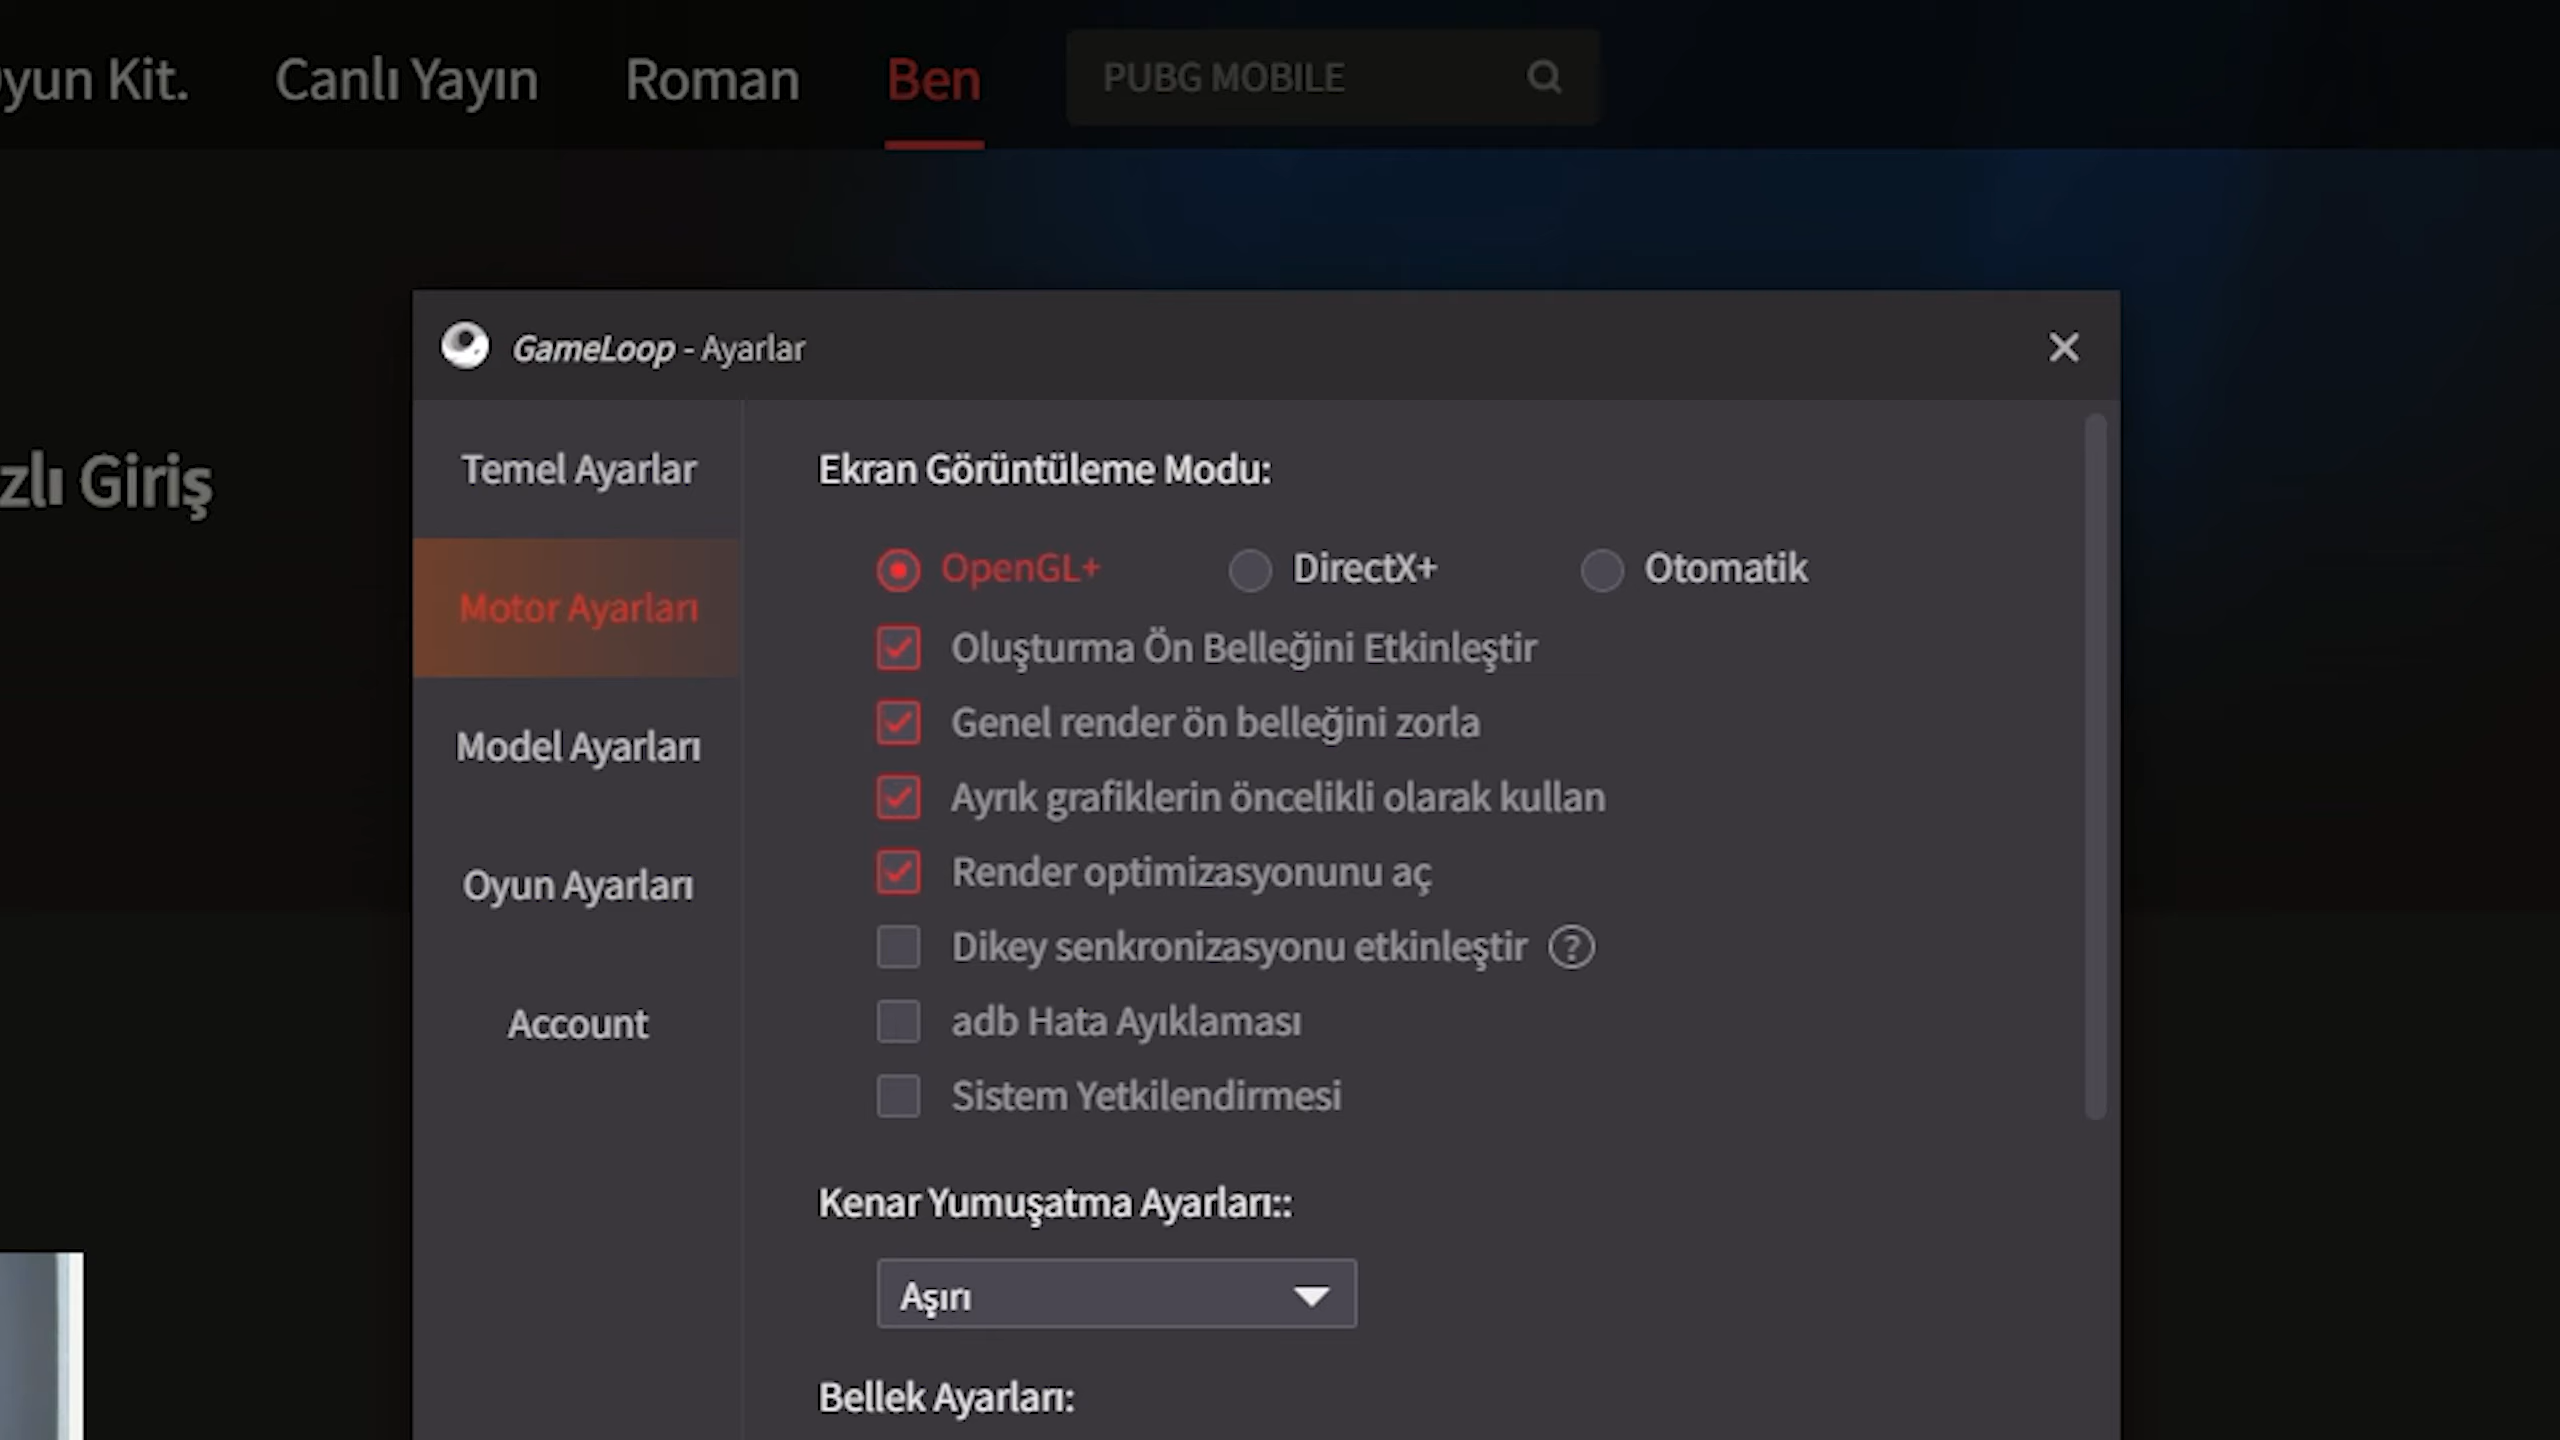 yun Kit. Canlı Yayın Roman Ben PUBG MOBILE
GameLoop - Ayarlar
zlı Giriş
Temel Ayarlar
Motor Ayarları
Model Ayarları
Oyun Ayarları
Account
Ekran Görüntüleme Modu:
OpenGL+ DirectX+ Otomatik
Oluşturma Ön Belleğini Etkinleştir
Genel render ön belleğini zorla
Ayrık grafiklerin öncelikli olarak kullan
Render optimizasyonunu aç
Dikey senkronizasyonu etkinleştir ?
adb Hata Ayıklaması
Sistem Yetkilendirmesi
Kenar Yumuşatma Ayarları::
Aşırı
Bellek Ayarları: